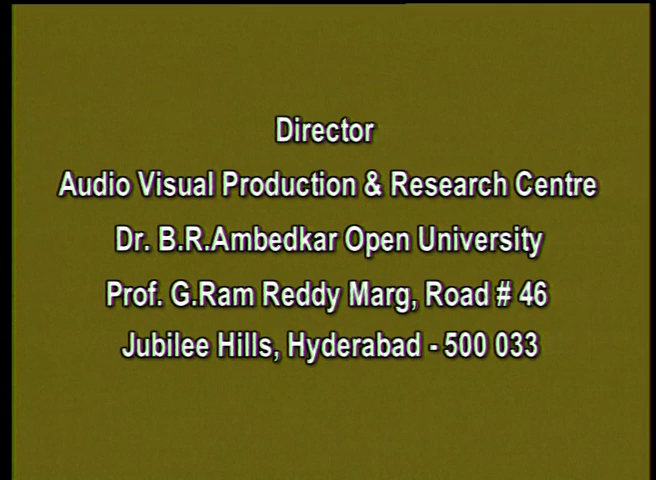 Director
Audio Visual Production & Research Centre
Dr. B.R.Ambedkar Open University
Prof. G.Ram Reddy Marg, Road # 46
Jubilee Hills, Hyderabad - 500 033